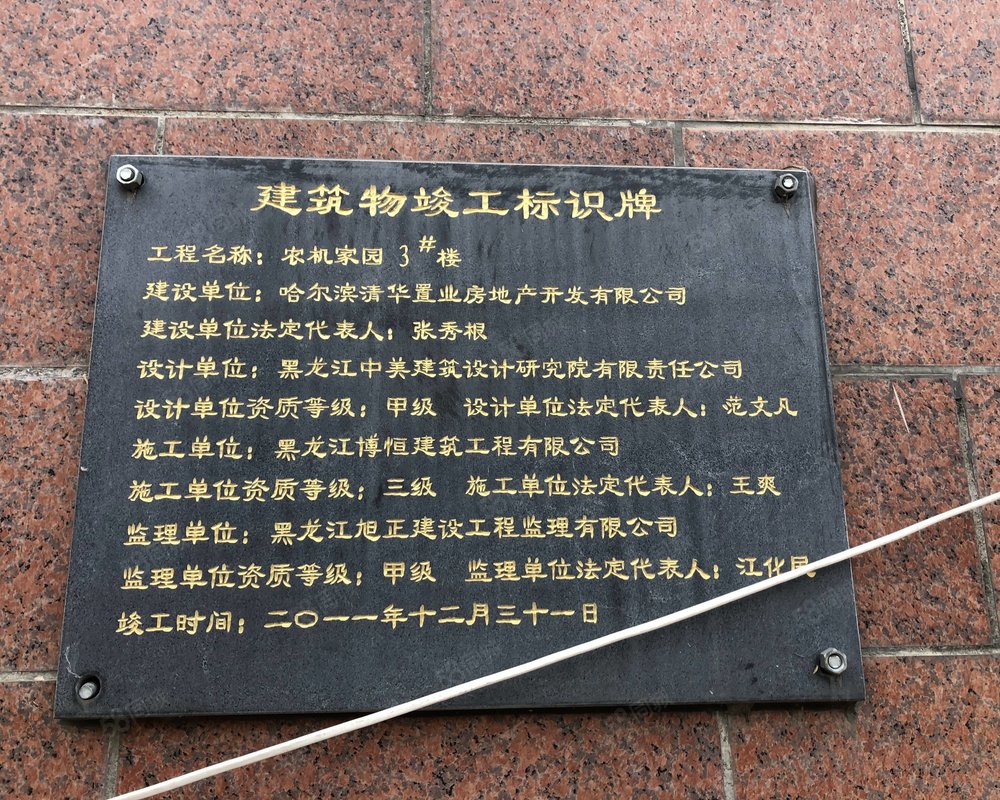 建筑物竣工标识牌
工程名称：农机家园 3#楼
建设单位：哈尔滨清华置业房地产开发有限公司
建设单位法定代表人：张秀根
设计单位：黑龙江中美建筑设计研究院有限责任公司
设计单位资质等级：甲级 设计单位法定代表人：范文凡
施工单位：黑龙江博恒建筑工程有限公司
施工单位资质等级：三级 施工单位法定代表人：王爽
监理单位：黑龙江旭正建设工程监理有限公司
监理单位资质等级：甲级 监理单位法定代表人：江化民
竣工时间：二〇一一年十二月三十一日